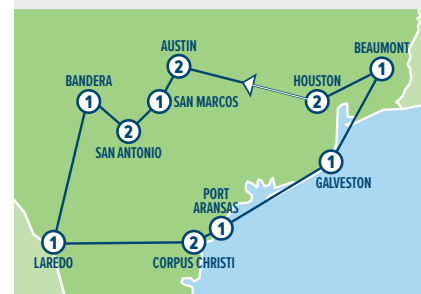 AUSTIN
2
BEAUMONT
1
BANDERA
1
HOUSTON
2
1
SAN MARCOS
2
SAN ANTONIO
1
GALVESTON
PORT
ARANSAS
1
1
LAREDO
2
CORPUS CHRISTI